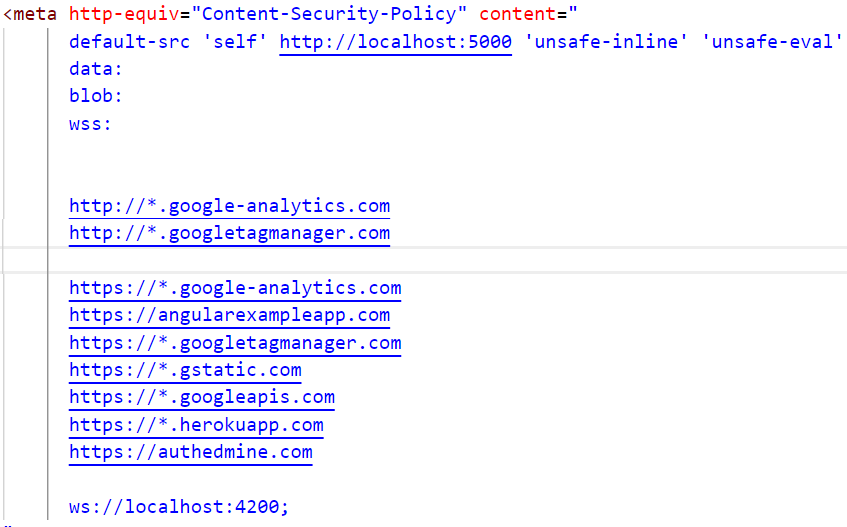 <meta http-equiv="Content-Security-Policy" content="
default-src 'self' http://localhost:5000 'unsafe-inline' 'unsafe-eval'
data:
blob:
wss:
http://*.google-analytics.com
http://*.googletagmanager.com
https://*.google-analytics.com
https://angularexampleapp.com
https://*.googletagmanager.com
https://*.gstatic.com
https://*.googleapis.com
https://*.herokuapp.com
https://authedmine.com
ws://localhost:4200;
"